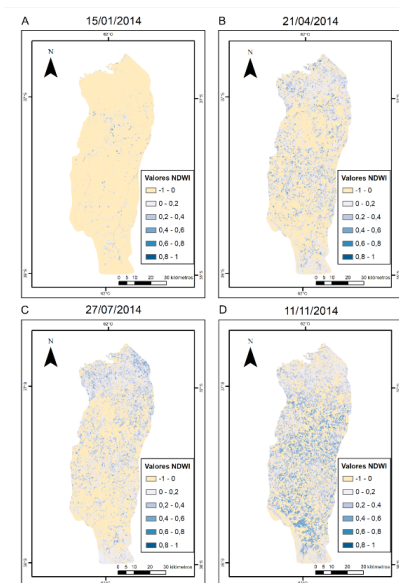 A
15/01/2014
N
Valores NDWI
-1 - 0
0 - 0,2
0,2 - 0,4
0,4 - 0,6
0,6 - 0,8
0,8 - 1
0 5 10 20 30 kilómetros
B
21/04/2014
N
Valores NDWI
-1 - 0
0 - 0,2
0,2 - 0,4
0,4 - 0,6
0,6 - 0,8
0,8 - 1
0 5 10 20 30 kilómetros
C
27/07/2014
N
Valores NDWI
-1 - 0
0 - 0,2
0,2 - 0,4
0,4 - 0,6
0,6 - 0,8
0,8 - 1
0 5 10 20 30 kilómetros
D
11/11/2014
N
Valores NDWI
-1 - 0
0 - 0,2
0,2 - 0,4
0,4 - 0,6
0,6 - 0,8
0,8 - 1
0 5 10 20 30 kilómetros